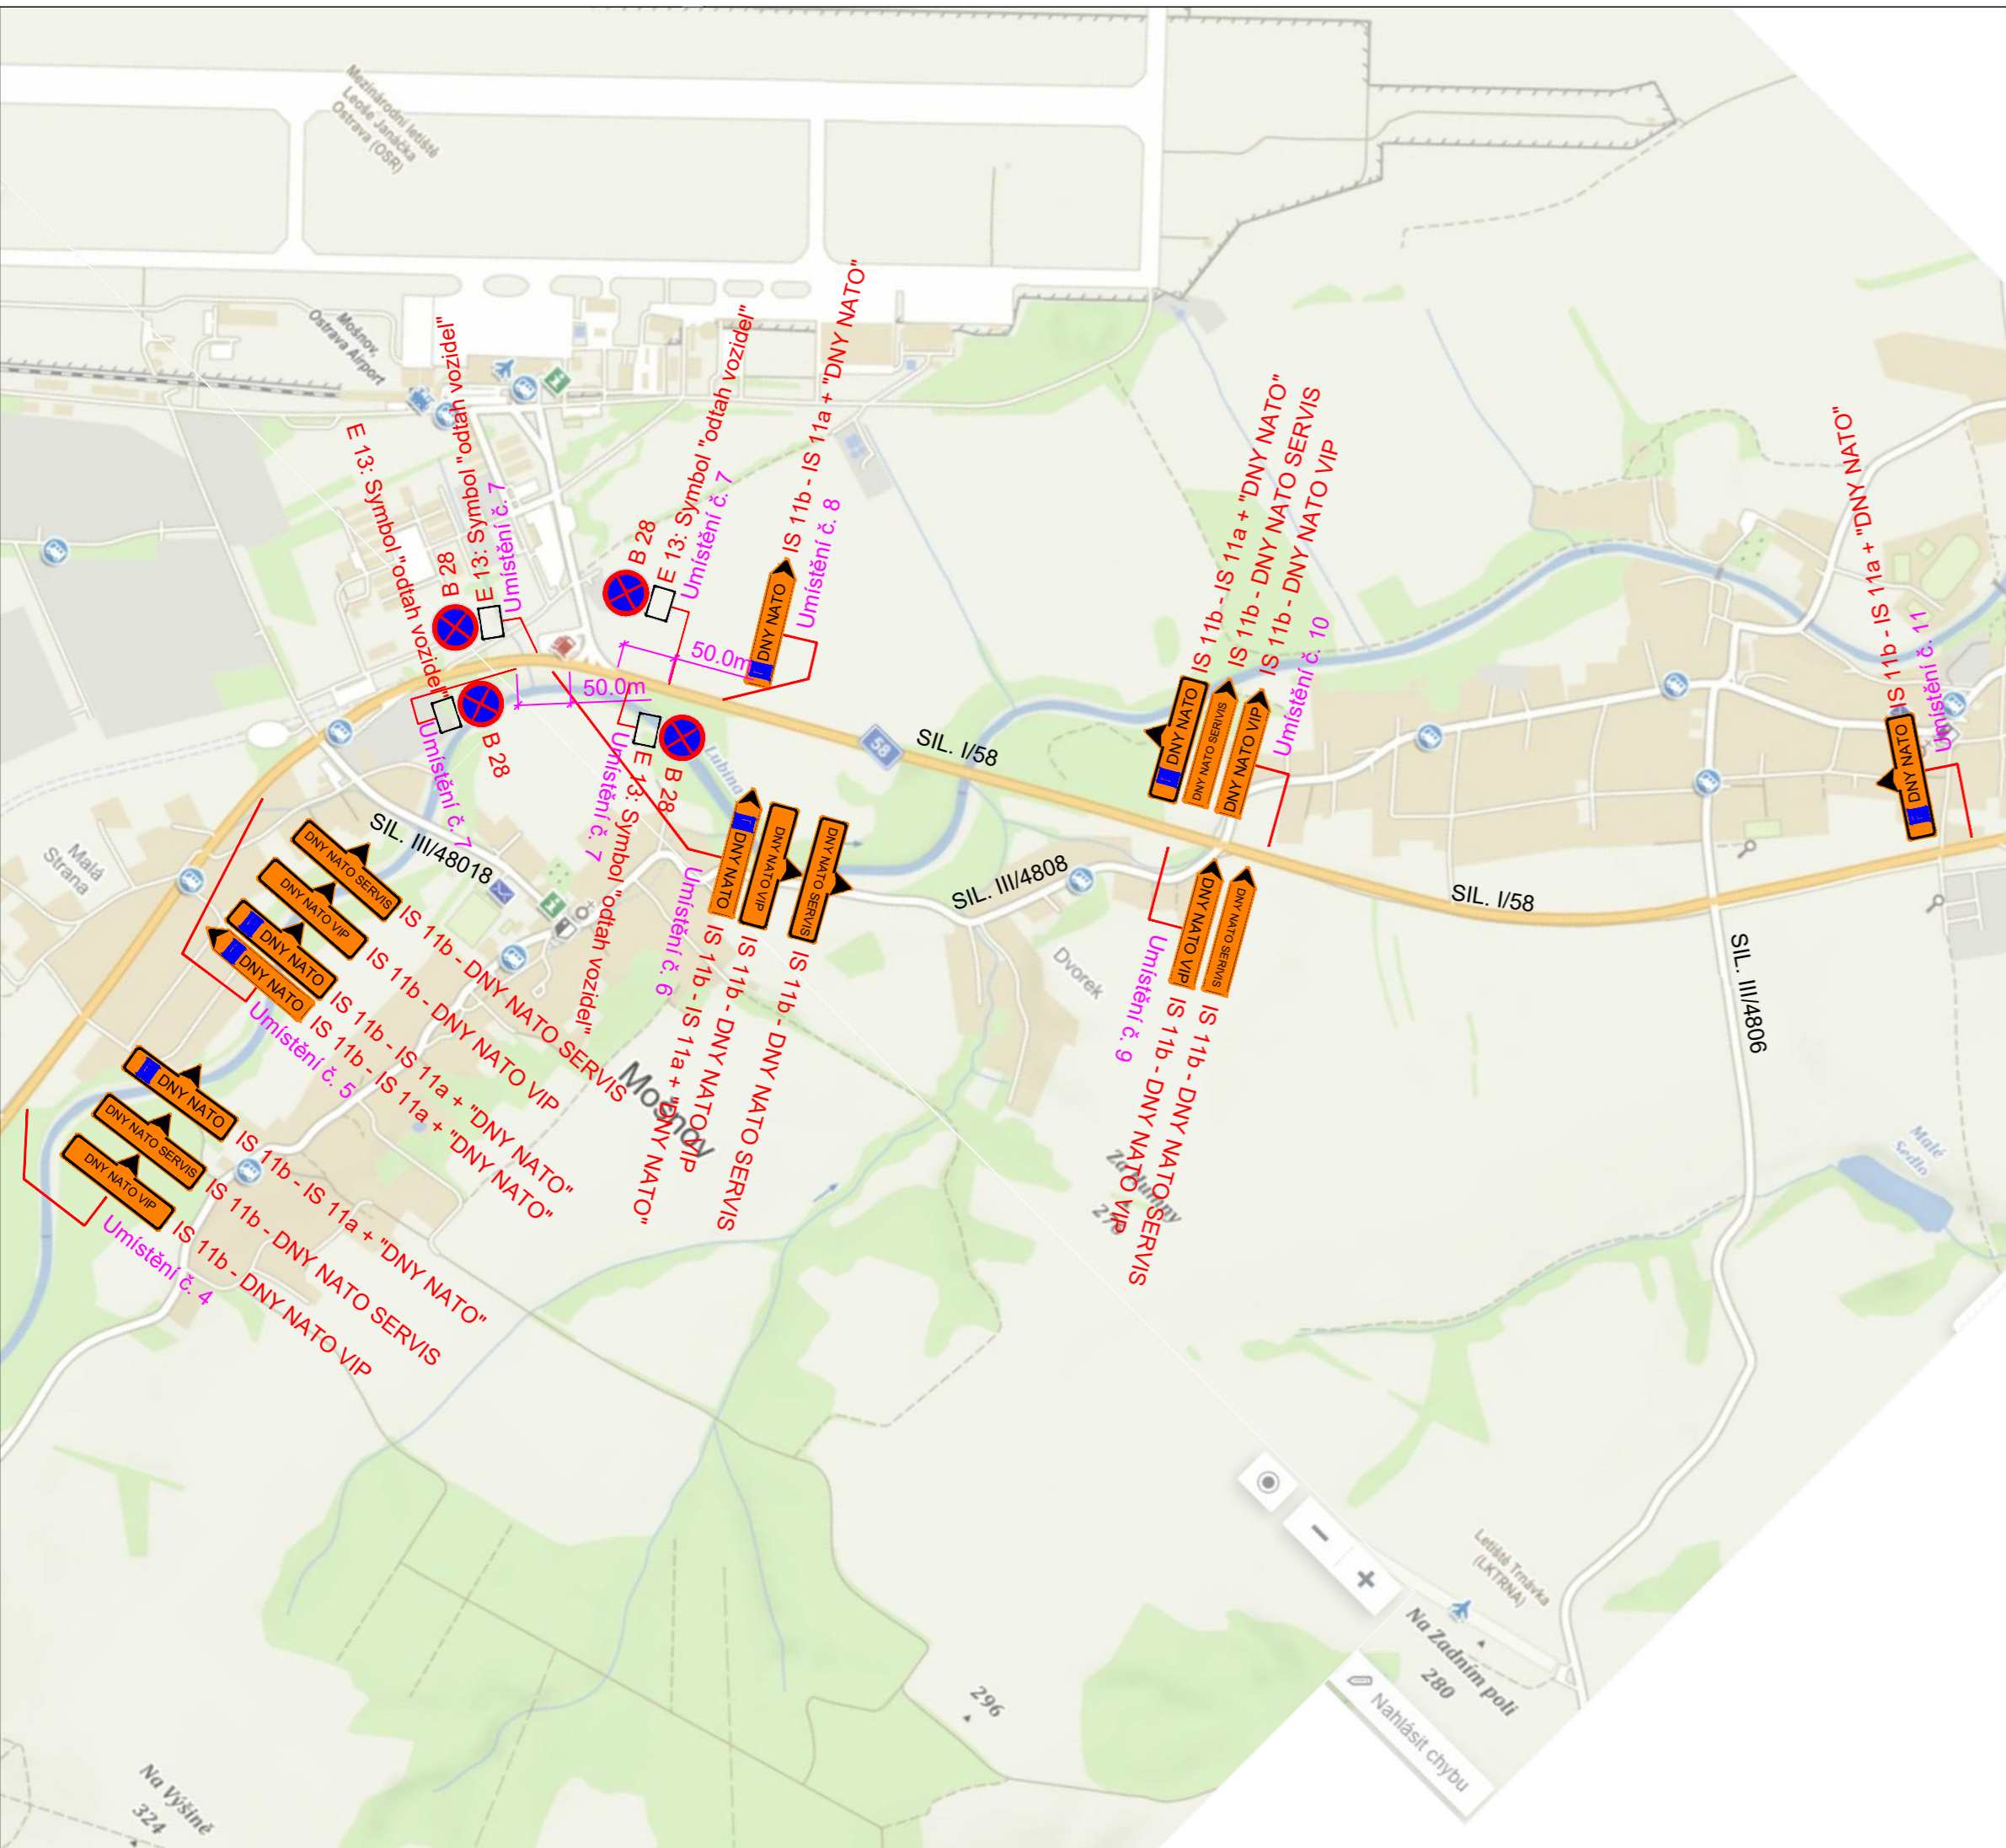 Mezinárodní letiště
Leoše Janáčka
Ostrava (OSR)
Mošnov,
Ostrava Airport
E 13: Symbol "odtah vozidel"
B 28
E 13: Symbol "odtah vozidel"
Umístění č. 7
B 28
E 13: Symbol "odtah vozidel"
Umístění č. 7
DNY NATO
IS 11b - IS 11a + "DNY NATO"
Umístění č. 8
50.0m
50.0m
B 28
Umístění č. 7
B 28
E 13: Symbol "odtah vozidel"
Umístění č. 7
Lubina
58
SIL. I/58
DNY NATO
DNY NATO SERIVIS
DNY NATO VIP
IS 11b - IS 11a + "DNY NATO"
IS 11b - DNY NATO SERVIS
IS 11b - DNY NATO VIP
Umístění č. 10
DNY NATO
IS 11b - IS 11a + "DNY NATO"
Umístění č. 11
Malá
Strana
SIL. III/48018
DNY NATO SERVIS
DNY NATO VIP
DNY NATO
DNY NATO
IS 11b - DNY NATO SERVIS
IS 11b - DNY NATO VIP
IS 11b - IS 11a + "DNY NATO"
IS 11b - IS 11a + "DNY NATO"
Umístění č. 5
DNY NATO
DNY NATO VIP
DNY NATO SERVIS
Umístění č. 6
IS 11b - IS 11a + "DNY NATO"
IS 11b - DNY NATO VIP
IS 11b - DNY NATO SERVIS
SIL. III/4808
Dvorek
DNY NATO VIP
DNY NATO SERIVIS
Umístění č. 9
IS 11b - DNY NATO VIP
IS 11b - DNY NATO SERVIS
SIL. I/58
SIL. III/4806
DNY NATO
DNY NATO SERVIS
DNY NATO VIP
IS 11b - IS 11a + "DNY NATO"
IS 11b - DNY NATO SERVIS
IS 11b - DNY NATO VIP
Umístění č. 4
Mošnov
Malé
Sedlo
Letiště Trnávka
(LKTRNA)
Na Zadním polí
280
296
Nahlásit chybu
Na Výšině
324